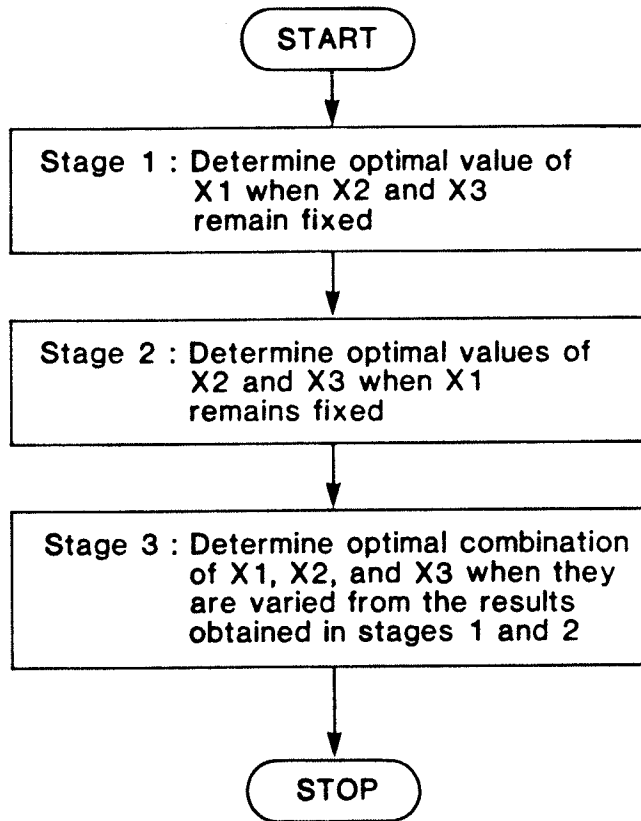 START
Stage 1 : Determine optimal value of
X1 when X2 and X3
remain fixed
Stage 2 : Determine optimal values of
X2 and X3 when X1
remains fixed
Stage 3 : Determine optimal combination
of X1, X2, and X3 when they
are varied from the results
obtained in stages 1 and 2
STOP